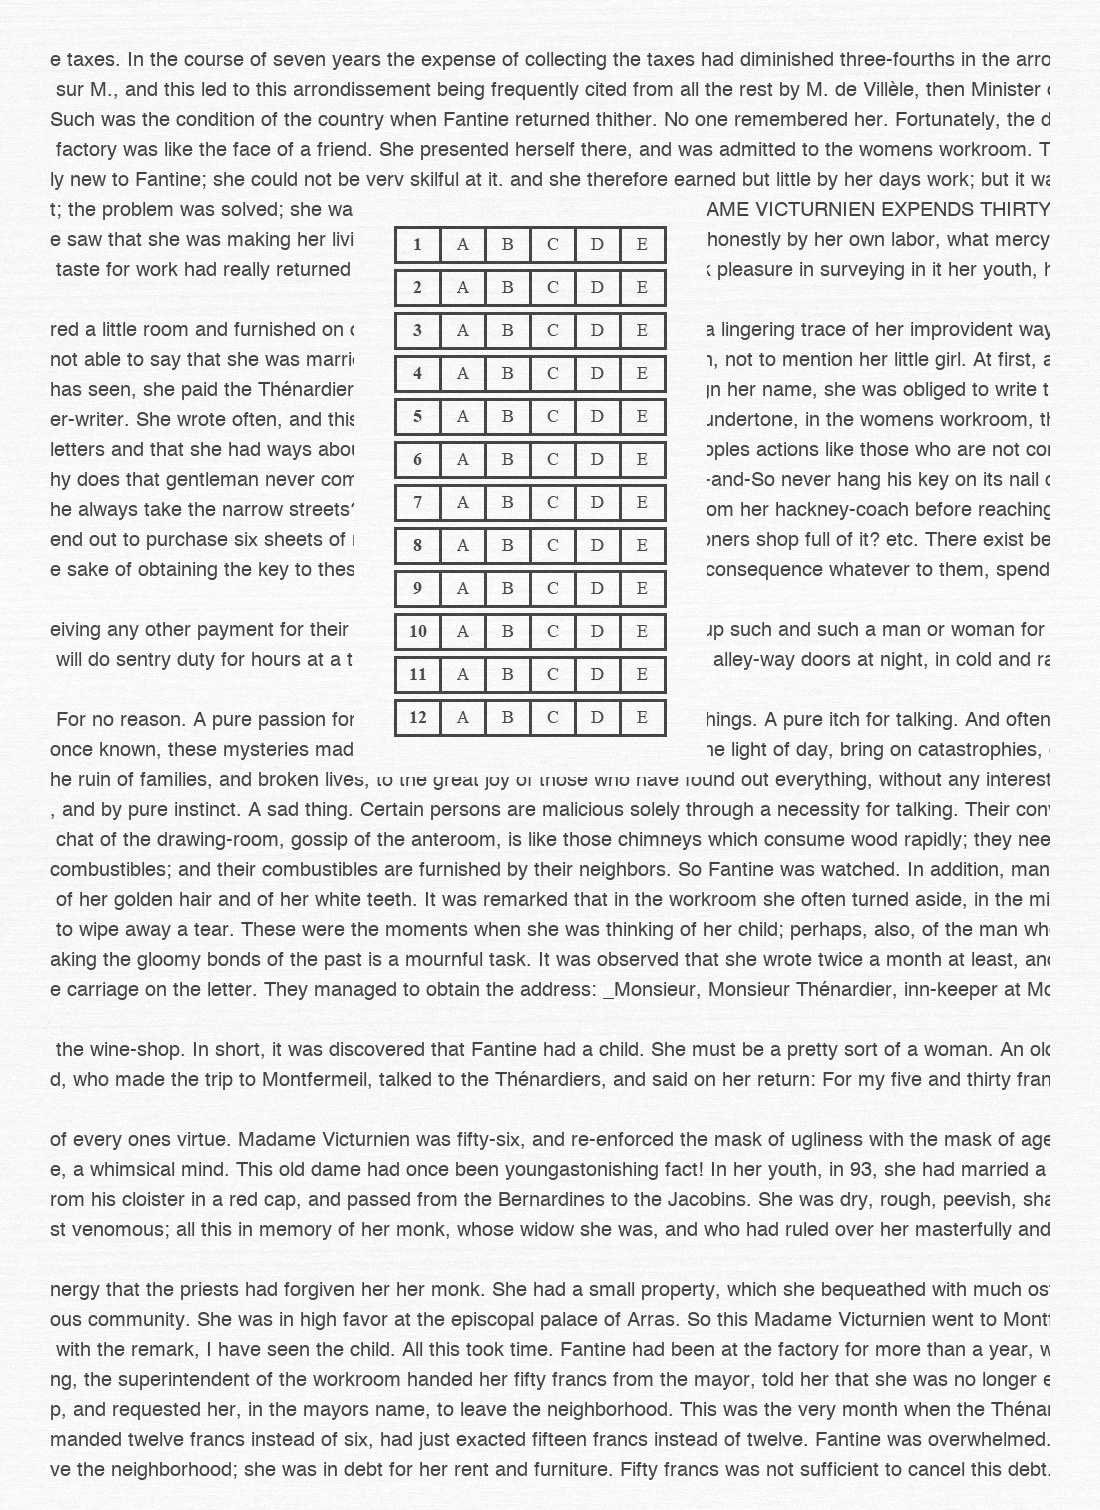 e taxes. In the course of seven years the expense of collecting the taxes had diminished three-fourths in the arro
sur M., and this led to this arrondissement being frequently cited from all the rest by M. de Villèle, then Minister
Such was the condition of the country when Fantine returned thither. No one remembered her. Fortunately, the d
factory was like the face of a friend. She presented herself there, and was admitted to the womens workroom. T
ly new to Fantine; she could not be very skilful at it, and she therefore earned but little by her days work; but it wa
t; the problem was solved; she wa AME VICTURNIEN EXPENDS THIRTY
e saw that she was making her livi honestly by her own labor, what mercy
taste for work had really returned pleasure in surveying in it her youth, h
red a little room and furnished on a lingering trace of her improvident way
not able to say that she was marri not to mention her little girl. At first, a
has seen, she paid the Thénardier gn her name, she was obliged to write t
er-writer. She wrote often, and this undertone, in the womens workroom, th
letters and that she had ways abou oples actions like those who are not con
hy does that gentleman never com -and-So never hang his key on its nail
he always take the narrow streets? om her hackney-coach before reaching
end out to purchase six sheets of oners shop full of it? etc. There exist be
e sake of obtaining the key to thes consequence whatever to them, spend
eiving any other payment for their up such and such a man or woman for
will do sentry duty for hours at a t alley-way doors at night, in cold and ra
For no reason. A pure passion for hings. A pure itch for talking. And often
once known, these mysteries mad he light of day, bring on catastrophies,
he ruin of families, and broken lives, to the great joy of those who have found out everything, without any interest
, and by pure instinct. A sad thing. Certain persons are malicious solely through a necessity for talking. Their conv
chat of the drawing-room, gossip of the anteroom, is like those chimneys which consume wood rapidly; they nee
combustibles; and their combustibles are furnished by their neighbors. So Fantine was watched. In addition, man
of her golden hair and of her white teeth. It was remarked that in the workroom she often turned aside, in the mi
to wipe away a tear. These were the moments when she was thinking of her child; perhaps, also, of the man who
aking the gloomy bonds of the past is a mournful task. It was observed that she wrote twice a month at least, and
e carriage on the letter. They managed to obtain the address: _Monsieur, Monsieur Thénardier, inn-keeper at Mo
the wine-shop. In short, it was discovered that Fantine had a child. She must be a pretty sort of a woman. An old
d, who made the trip to Montfermeil, talked to the Thénardiers, and said on her return: For my five and thirty fran
of every ones virtue. Madame Victurnien was fifty-six, and re-enforced the mask of ugliness with the mask of age
e, a whimsical mind. This old dame had once been youngastonishing fact! In her youth, in 93, she had married a
rom his cloister in a red cap, and passed from the Bernardines to the Jacobins. She was dry, rough, peevish, sha
st venomous; all this in memory of her monk, whose widow she was, and who had ruled over her masterfully and
nergy that the priests had forgiven her her monk. She had a small property, which she bequeathed with much os
ous community. She was in high favor at the episcopal palace of Arras. So this Madame Victurnien went to Montf
with the remark, I have seen the child. All this took time. Fantine had been at the factory for more than a year, w
ng, the superintendent of the workroom handed her fifty francs from the mayor, told her that she was no longer e
p, and requested her, in the mayors name, to leave the neighborhood. This was the very month when the Thénar
manded twelve francs instead of six, had just exacted fifteen francs instead of twelve. Fantine was overwhelmed.
ve the neighborhood; she was in debt for her rent and furniture. Fifty francs was not sufficient to cancel this debt.
1 A B C D E
2 A B C D E
3 A B C D E
4 A B C D E
5 A B C D E
6 A B C D E
7 A B C D E
8 A B C D E
9 A B C D E
10 A B C D E
11 A B C D E
12 A B C D E